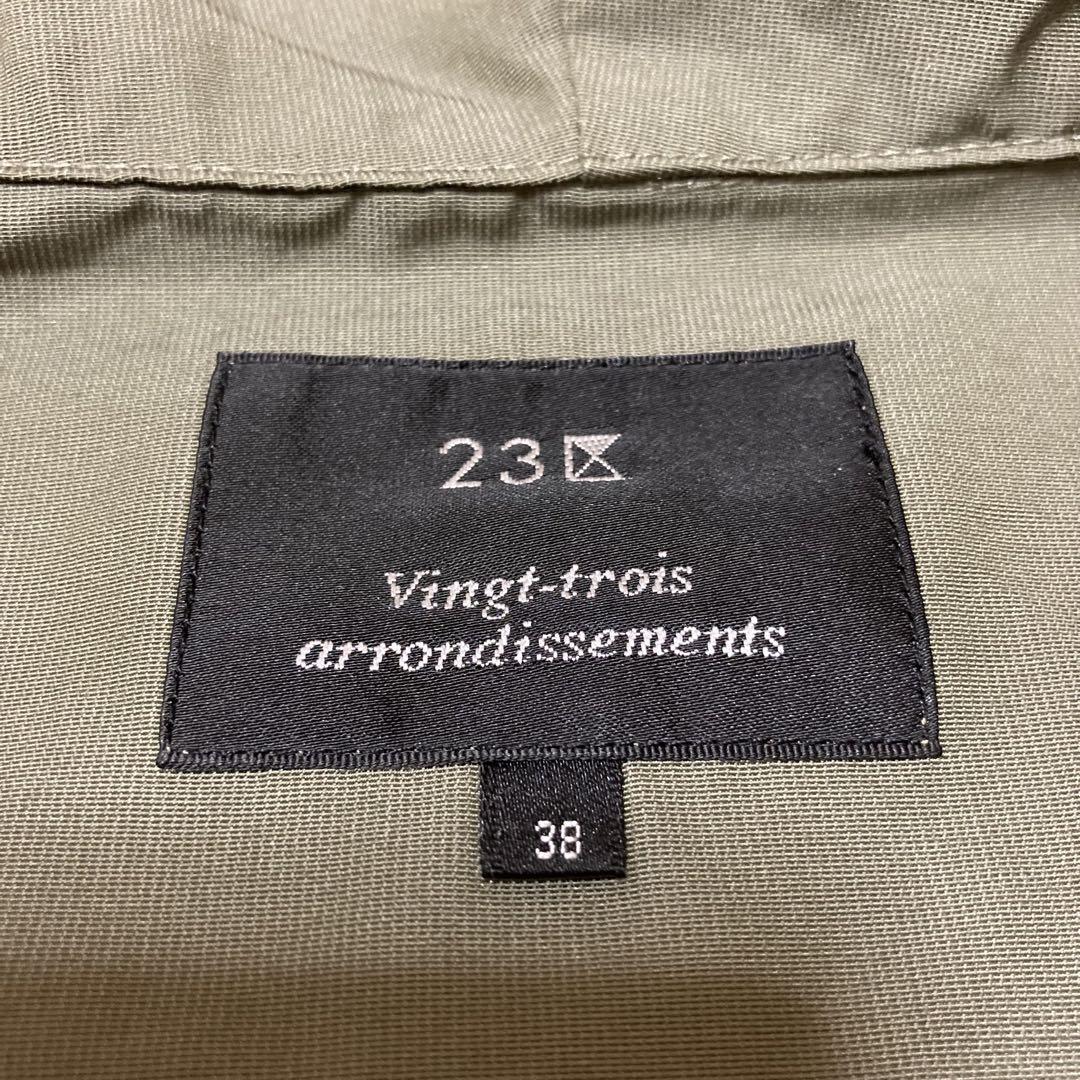 23区
Vingt-trois
arrondissements
38